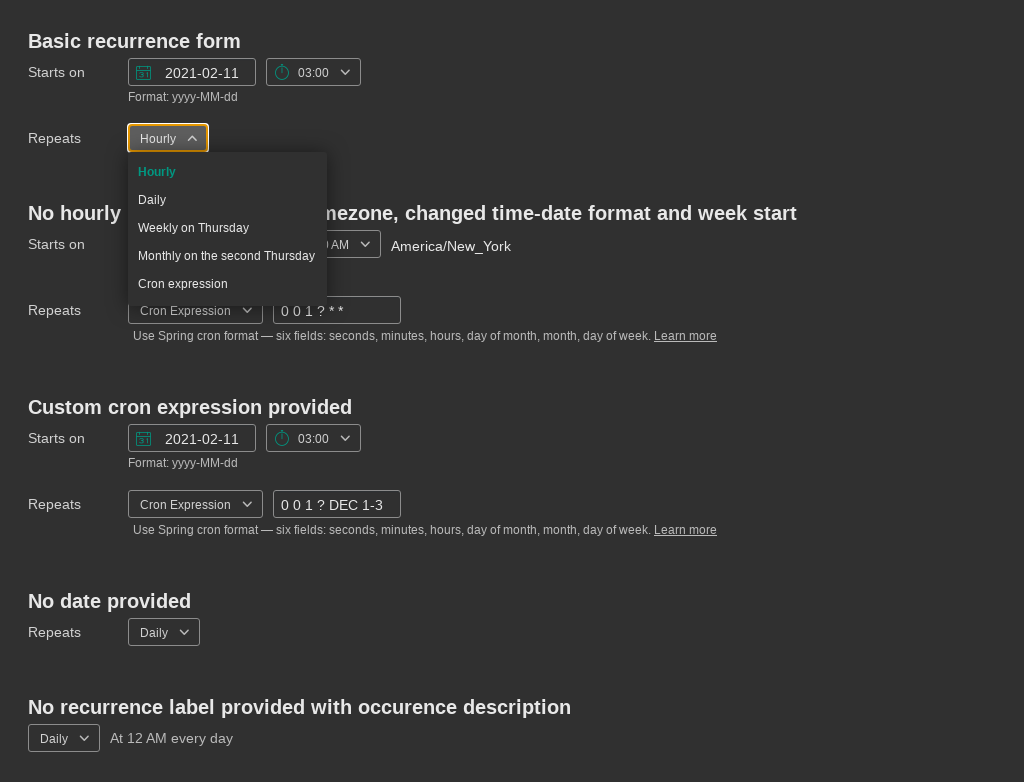 Basic recurrence form
Starts on 2021-02-11 03:00
Format: yyyy-MM-dd
Repeats Hourly
Hourly
Daily
Weekly on Thursday
Monthly on the second Thursday
Cron expression
No hourly mezone, changed time-date format and week start
Starts on AM America/New_York
Repeats Cron Expression 0 0 1 ? * *
Use Spring cron format — six fields: seconds, minutes, hours, day of month, month, day of week. Learn more
Custom cron expression provided
Starts on 2021-02-11 03:00
Format: yyyy-MM-dd
Repeats Cron Expression 0 0 1 ? DEC 1-3
Use Spring cron format — six fields: seconds, minutes, hours, day of month, month, day of week. Learn more
No date provided
Repeats Daily
No recurrence label provided with occurence description
Daily At 12 AM every day